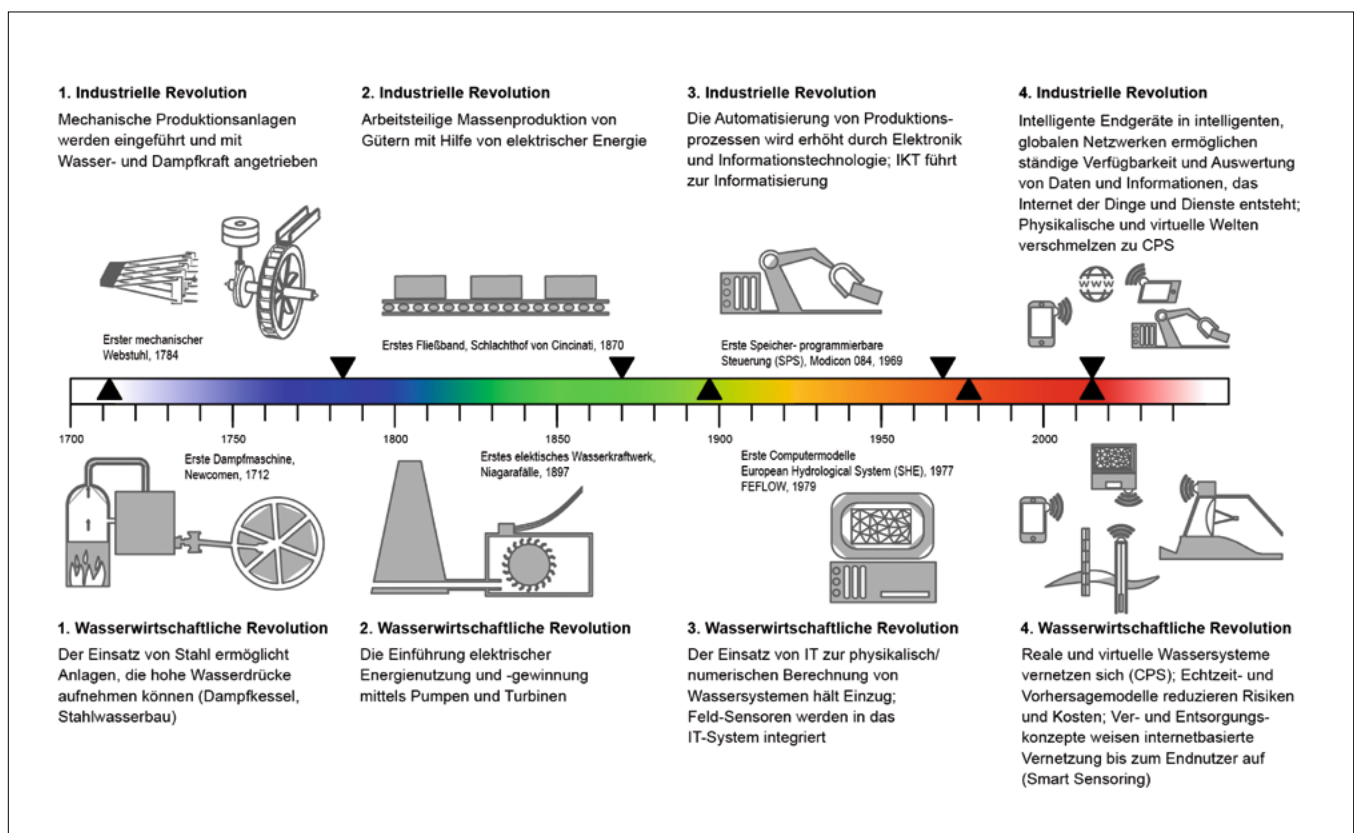 1. Industrielle Revolution
Mechanische Produktionsanlagen
werden eingeführt und mit
Wasser- und Dampfkraft angetrieben
2. Industrielle Revolution
Arbeitsteilige Massenproduktion von
Gütern mit Hilfe von elektrischer Energie
3. Industrielle Revolution
Die Automatisierung von Produktions-
prozessen wird erhöht durch Elektronik
und Informationstechnologie; IKT führt
zur Informatisierung
4. Industrielle Revolution
Intelligente Endgeräte in intelligenten,
globalen Netzwerken ermöglichen
ständige Verfügbarkeit und Auswertung
von Daten und Informationen, das
Internet der Dinge und Dienste entsteht;
Physikalische und virtuelle Welten
verschmelzen zu CPS
WWW
Erster mechanischer
Webstuhl, 1784
Erstes Fließband, Schlachthof von Cincinati, 1870
Erste Speicher- programmierbare
Steuerung (SPS), Modicon 084, 1969
1700
1750
1800
1850
1900
1950
2000
Erste Dampfmaschine,
Newcomen, 1712
Erstes elektisches Wasserkraftwerk,
Niagarafälle, 1897
Erste Computermodelle
European Hydrological System (SHE), 1977
FEFLOW, 1979
1. Wasserwirtschaftliche Revolution
Der Einsatz von Stahl ermöglicht
Anlagen, die hohe Wasserdrücke
aufnehmen können (Dampfkessel,
Stahlwasserbau)
2. Wasserwirtschaftliche Revolution
Die Einführung elektrischer
Energienutzung und -gewinnung
mittels Pumpen und Turbinen
3. Wasserwirtschaftliche Revolution
Der Einsatz von IT zur physikalisch/
numerischen Berechnung von
Wassersystemen hält Einzug;
Feld-Sensoren werden in das
IT-System integriert
4. Wasserwirtschaftliche Revolution
Reale und virtuelle Wassersysteme
vernetzen sich (CPS); Echtzeit- und
Vorhersagemodelle reduzieren Risiken
und Kosten; Ver- und Entsorgungs-
konzepte weisen internetbasierte
Vernetzung bis zum Endnutzer auf
(Smart Sensoring)